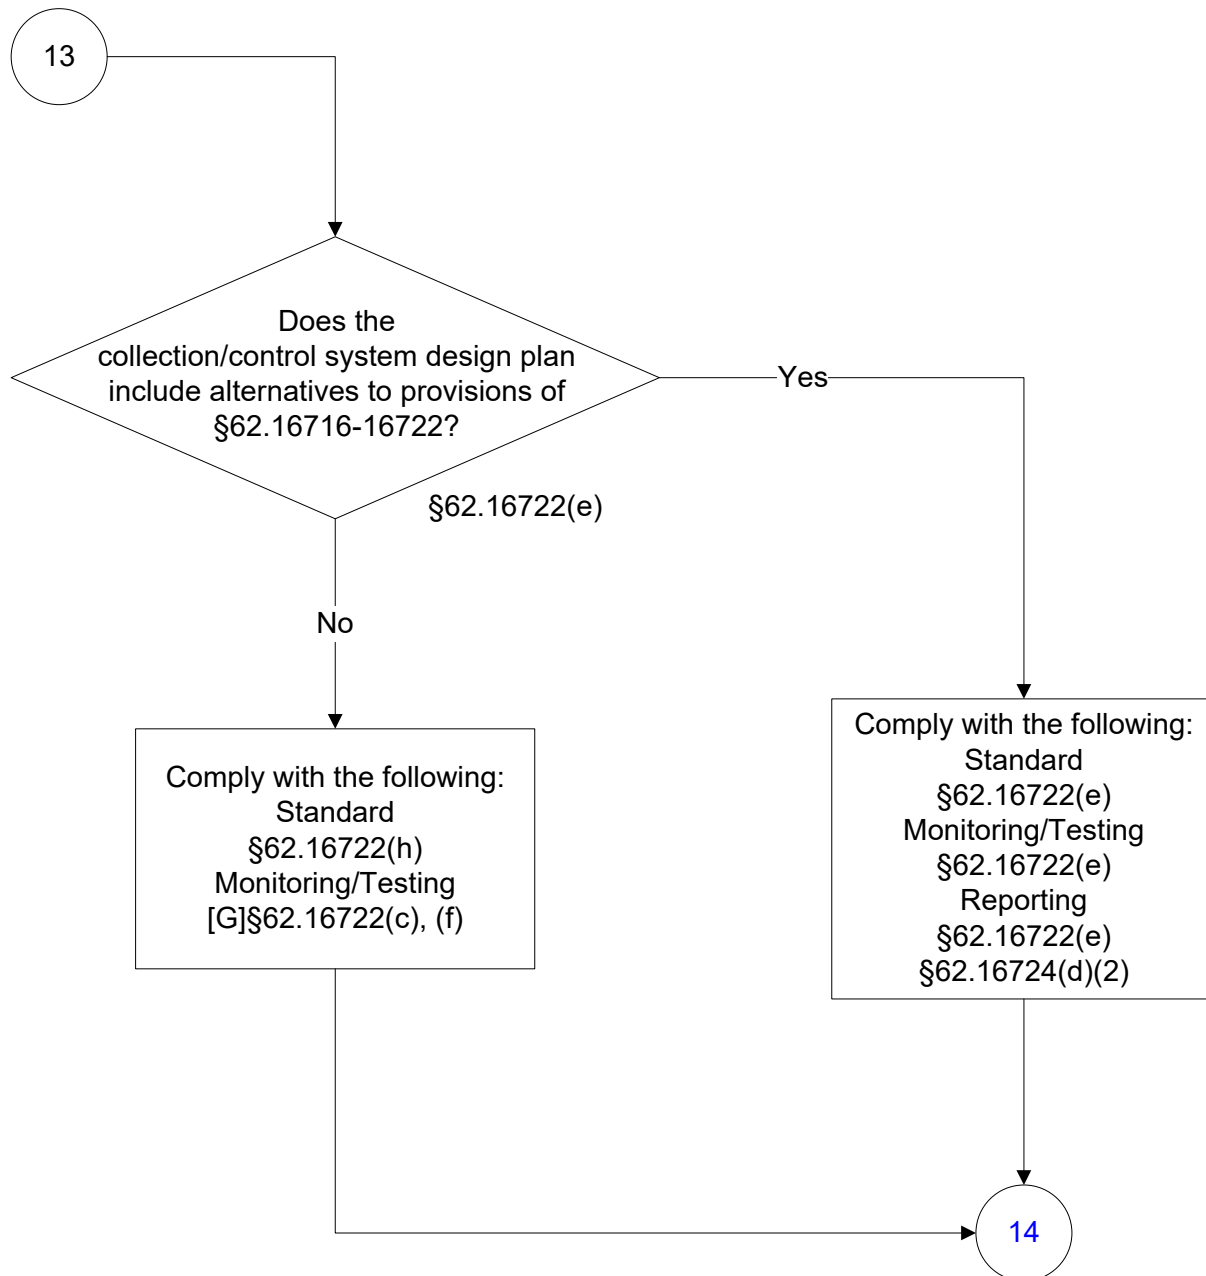 13
Does the
collection/control system design plan
include alternatives to provisions of
§62.16716-16722?
Yes
§62.16722(e)
No
Comply with the following:
Standard
§62.16722(h)
Monitoring/Testing
[G]§62.16722(c), (f)
Comply with the following:
Standard
§62.16722(e)
Monitoring/Testing
§62.16722(e)
Reporting
§62.16722(e)
§62.16724(d)(2)
14